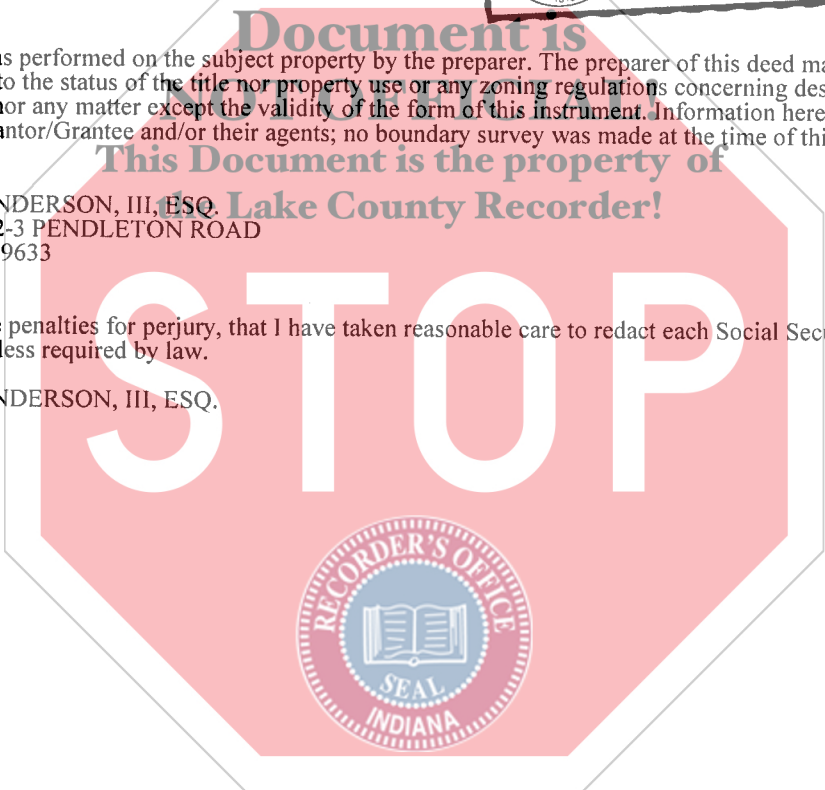 Document is
NOT OFFICIAL!
This Document is the property of
the Lake County Recorder!
s performed on the subject property by the preparer. The preparer of this deed ma
to the status of the title nor property use or any zoning regulations concerning des
or any matter except the validity of the form of this instrument. Information here
ntor/Grantee and/or their agents; no boundary survey was made at the time of thi
NDERSON, III, ESQ.
2-3 PENDLETON ROAD
9633
penalties for perjury, that I have taken reasonable care to redact each Social Secu
less required by law.
NDERSON, III, ESQ.
STOP
RECORDER'S OFFICE
SEAL
INDIANA